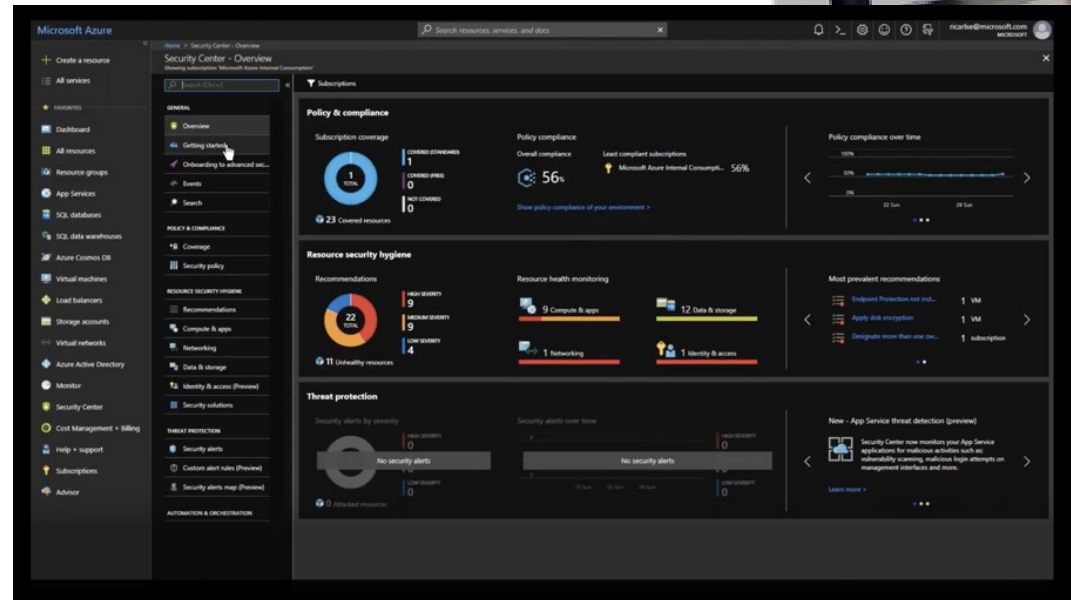 Microsoft Azure
Search resources, services, and docs
ricarlse@microsoft.com
MICROSOFT
Home > Security Center - Overview
Security Center - Overview
Showing subscription 'Microsoft Azure Internal Consumption'
Create a resource
All services
FAVORITES
Dashboard
All resources
Resource groups
App Services
SQL databases
SQL data warehouses
Azure Cosmos DB
Virtual machines
Load balancers
Storage accounts
Virtual networks
Azure Active Directory
Monitor
Security Center
Cost Management + Billing
Help + support
Subscriptions
Advisor
Search (Ctrl+/)
GENERAL
Overview
Getting started
Onboarding to advanced sec...
Events
Search
POLICY & COMPLIANCE
Coverage
Security policy
RESOURCE SECURITY HYGIENE
Recommendations
Compute & apps
Networking
Data & storage
Identity & access (Preview)
Security solutions
THREAT PROTECTION
Security alerts
Custom alert rules (Preview)
Security alerts map (Preview)
AUTOMATION & ORCHESTRATION
Subscriptions
Policy & compliance
Subscription coverage
1
TOTAL
COVERED (STANDARD)
1
COVERED (FREE)
0
NOT COVERED
0
23 Covered resources
Policy compliance
Overall compliance
56%
Least compliant subscriptions
Microsoft Azure Internal Consumpti... 56%
Show policy compliance of your environment >
Policy compliance over time
100%
50%
0%
22 Sun 29 Sun
Resource security hygiene
Recommendations
22
TOTAL
HIGH SEVERITY
9
MEDIUM SEVERITY
9
LOW SEVERITY
4
11 Unhealthy resources
Resource health monitoring
9 Compute & apps
12 Data & storage
1 Networking
1 Identity & access
Most prevalent recommendations
Endpoint Protection not ind... 1 VM
Apply disk encryption 1 VM
Designate more than one ow... 1 subscription
Threat protection
Security alerts by severity
HIGH SEVERITY
0
No security alerts
LOW SEVERITY
0
0 Attacked resources
Security alerts over time
HIGH SEVERITY
0
No security alerts
LOW SEVERITY
0
15 Sun 22 Sun 29 Sun
New - App Service threat detection (preview)
Security Center now monitors your App Service
applications for malicious activities such as:
vulnerability scanning, malicious login attempts on
management interfaces and more.
Learn more >